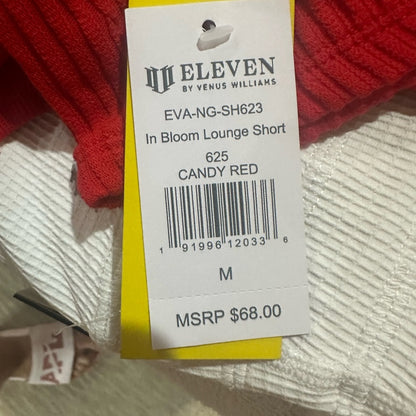 ELEVEN
BY VENUS WILLIAMS
EVA-NG-SH623
In Bloom Lounge Short
625
CANDY RED
1 91996 12033 6
M
MSRP $68.00